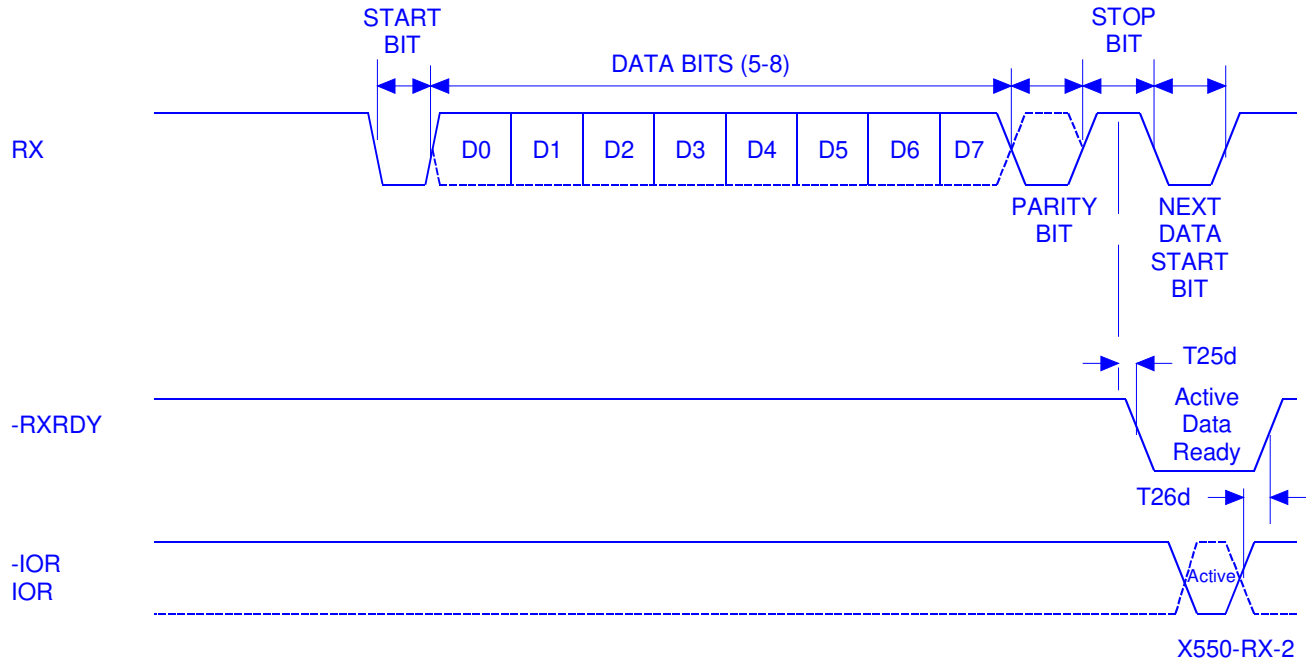 START
BIT
STOP
BIT
DATA BITS (5-8)
RX
D0 D1 D2 D3 D4 D5 D6 D7
PARITY
BIT
NEXT
DATA
START
BIT
T25d
-RXRDY
Active
Data
Ready
T26d
-IOR
IOR
Active
X550-RX-2